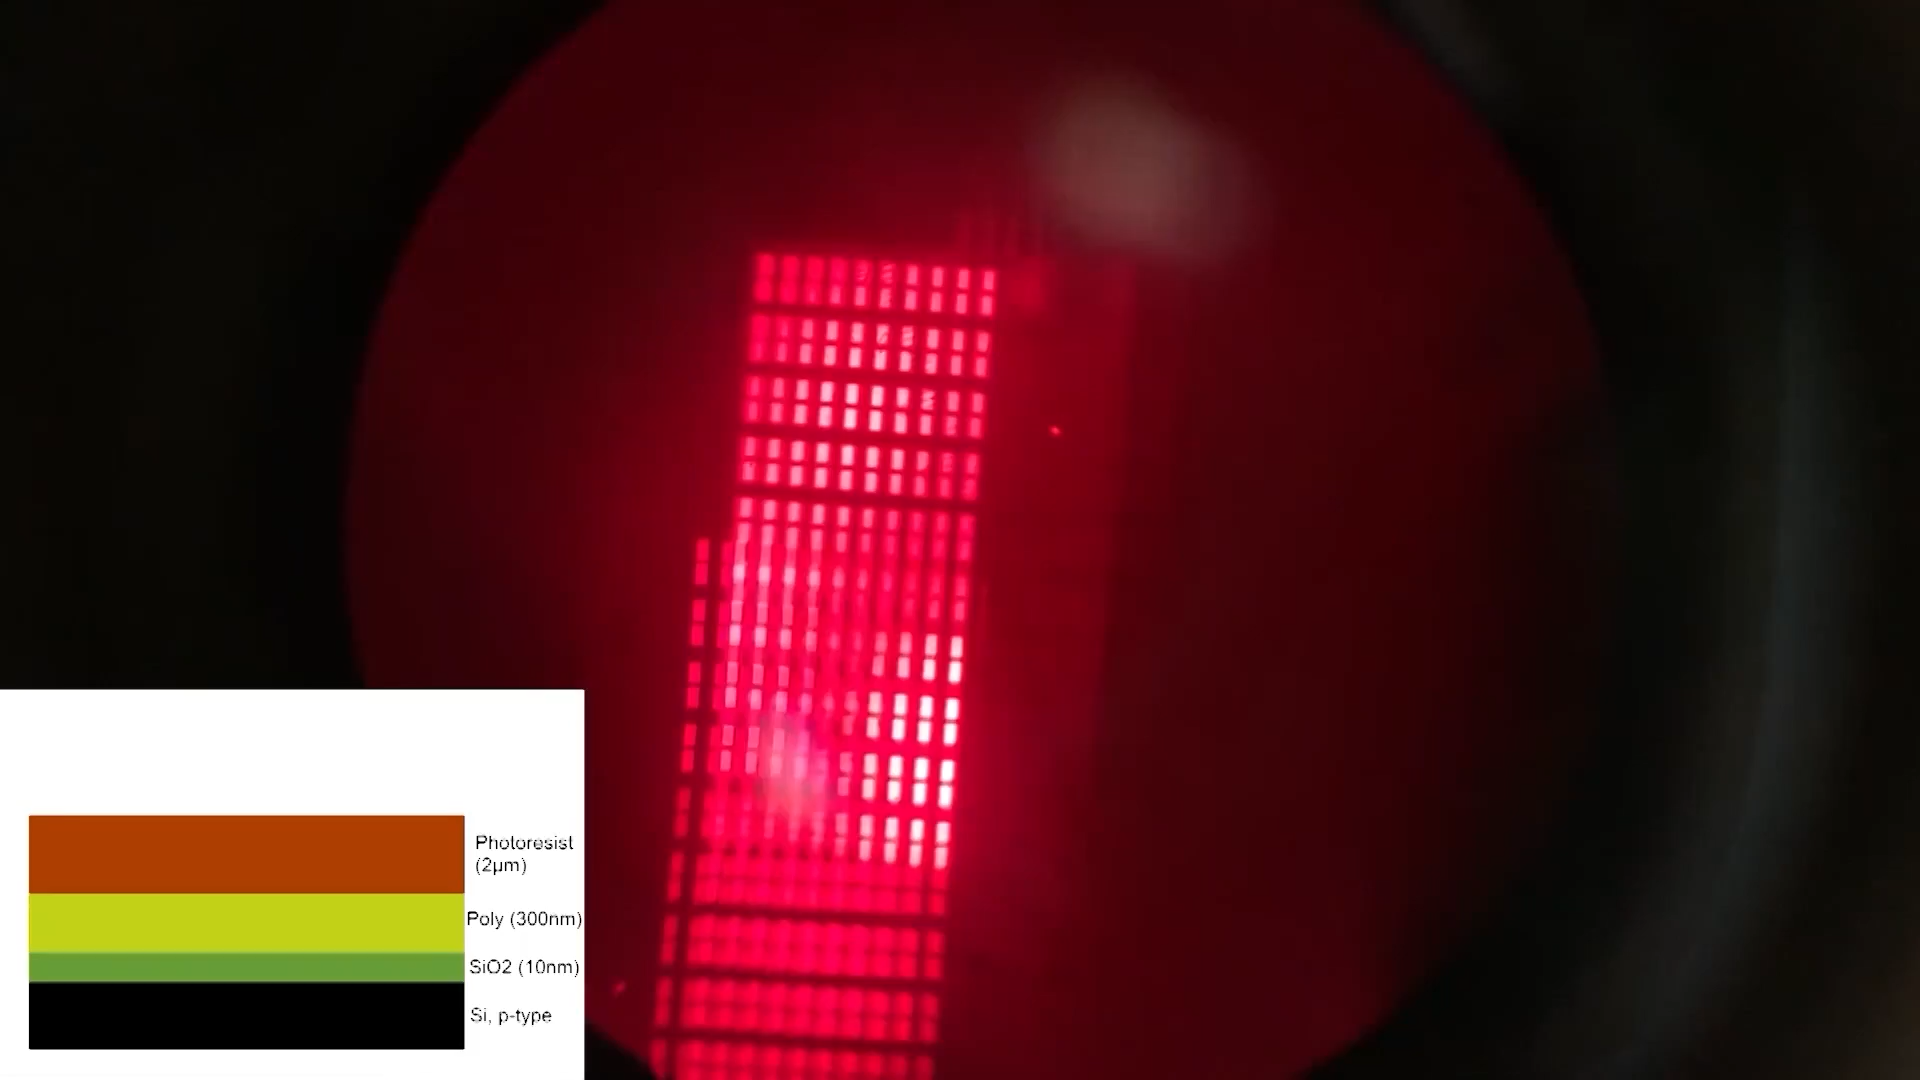 Photoresist
(2µm)
Poly (300nm)
SiO2 (10nm)
Si, p-type